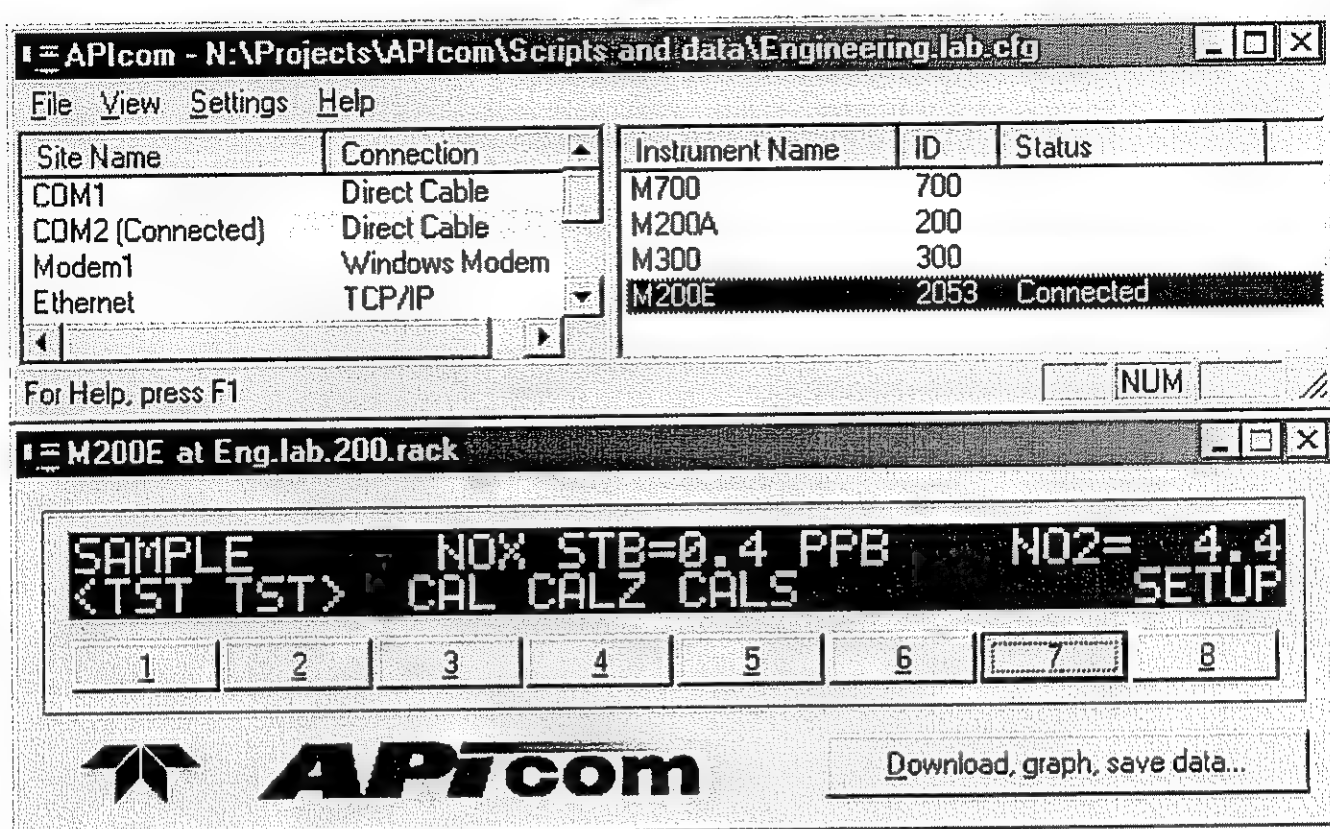 APIcom - N:\Projects\APIcom\Scripts and data\Engineering.lab.cfg
File View Settings Help
Site Name Connection
COM1 Direct Cable
COM2 (Connected) Direct Cable
Modem1 Windows Modem
Ethernet TCP/IP
Instrument Name ID Status
M700 700
M200A 200
M300 300
M200E 2053 Connected
For Help, press F1 NUM
M200E at Eng.lab.200.rack
SAMPLE NOX STB=0.4 PPB NO2= 4.4
<TST TST> CAL CALZ CALS SETUP
1 2 3 4 5 6 7 8
APIcom Download, graph, save data...